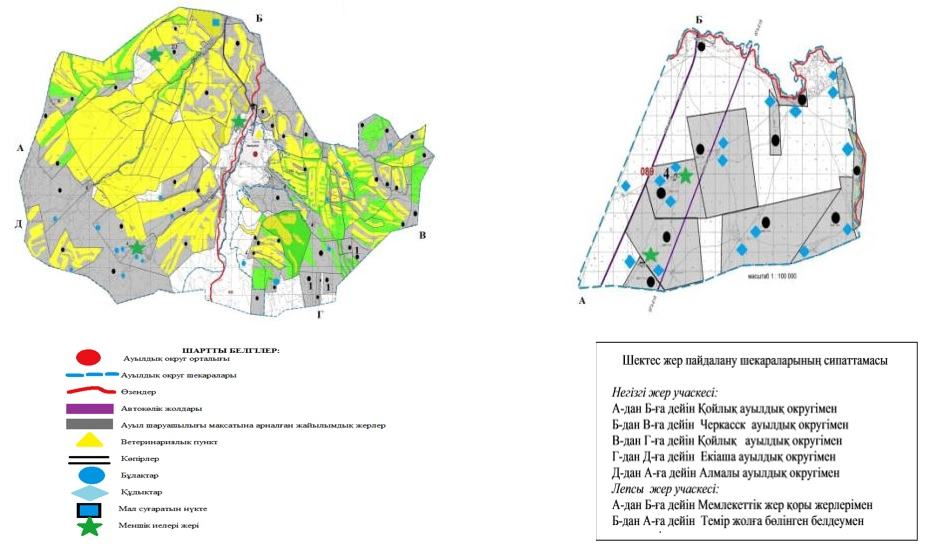 Б
А
Д
В
Г
Б
089
4
А
масштаб 1 : 100 000
ШАРТТЫ БЕЛГІЛЕР:
Ауылдық округ орталығы
Ауылдық округ шекаралары
Өзендер
Автокөлік жолдары
Ауыл шаруашылығы мақсатына арналған жайылымдық жерлер
Ветеринариялық пункт
Көпірлер
Бұлақтар
Құдықтар
Мал суғаратын нүкте
Меншік иелері жері
Шектес жер пайдалану шекараларының сипаттамасы
Негізгі жер учаскесі:
А-дан Б-ға дейін Қойлық ауылдық округімен
Б-дан В-ға дейін Черкасск ауылдық округімен
В-дан Г-ға дейін Қойлық ауылдық округімен
Г-дан Д-ға дейін Екіаша ауылдық округімен
Д-дан А-ға дейін Алмалы ауылдық округімен
Лепсы жер учаскесі:
А-дан Б-ға дейін Мемлекеттік жер қоры жерлерімен
Б-дан А-ға дейін Темір жолға бөлінген белдеумен